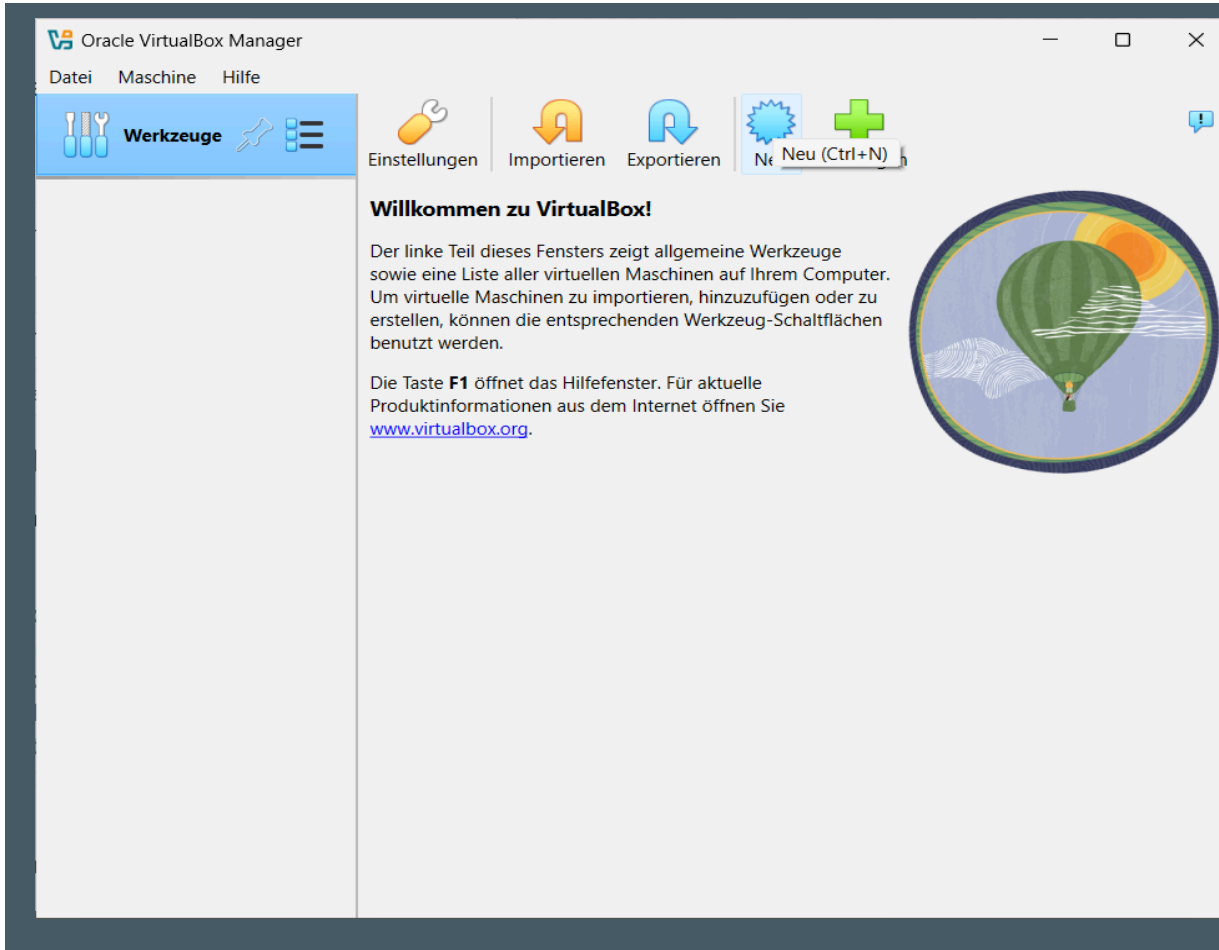 Oracle VirtualBox Manager
Datei Maschine Hilfe
Werkzeuge
Einstellungen Importieren Exportieren
Neu (Ctrl+N)
Willkommen zu VirtualBox!
Der linke Teil dieses Fensters zeigt allgemeine Werkzeuge
sowie eine Liste aller virtuellen Maschinen auf Ihrem Computer.
Um virtuelle Maschinen zu importieren, hinzuzufügen oder zu
erstellen, können die entsprechenden Werkzeug-Schaltflächen
benutzt werden.
Die Taste F1 öffnet das Hilfefenster. Für aktuelle
Produktinformationen aus dem Internet öffnen Sie
www.virtualbox.org.